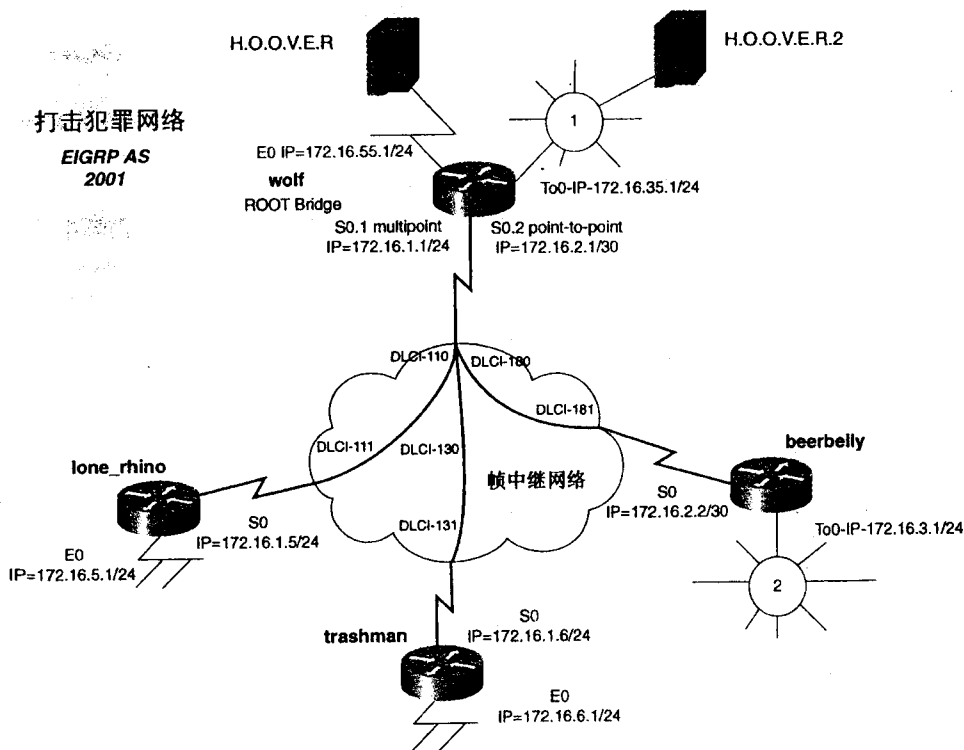 H.O.O.V.E.R
H.O.O.V.E.R.2
打击犯罪网络
EIGRP AS
2001
1
E0 IP=172.16.55.1/24
wolf
ROOT Bridge
To0-IP-172.16.35.1/24
S0.1 multipoint
IP=172.16.1.1/24
S0.2 point-to-point
IP=172.16.2.1/30
DLCI-110
DLCI-180
DLCI-181
DLCI-111
DLCI-130
beerbelly
lone_rhino
帧中继网络
S0
IP=172.16.2.2/30
S0
IP=172.16.1.5/24
DLCI-131
To0-IP-172.16.3.1/24
E0
IP=172.16.5.1/24
2
trashman
S0
IP=172.16.1.6/24
E0
IP=172.16.6.1/24